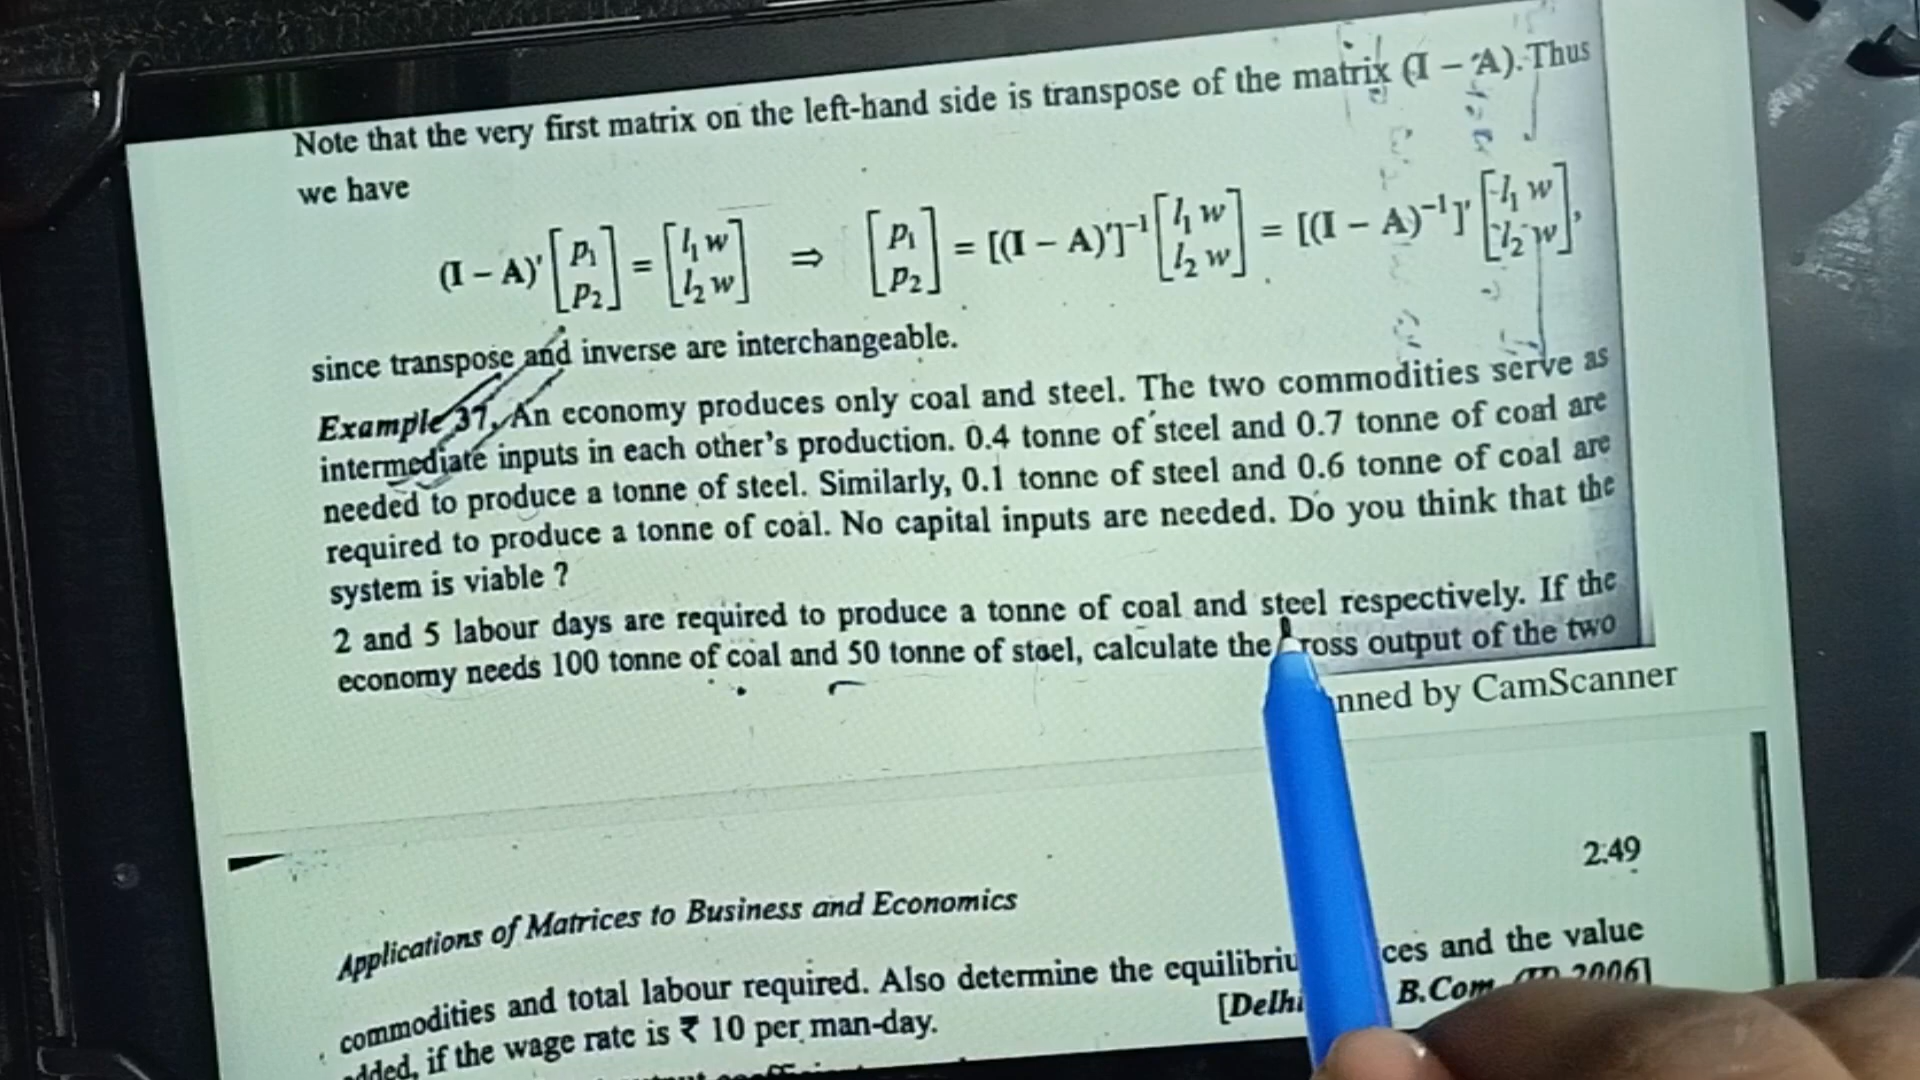 Note that the very first matrix on the left-hand side is transpose of the matrix (I – A). Thus
we have
(I – A)' [p₁ p₂] = [l₁ w l₂ w] ⇒ [p₁ p₂] = [(I – A)']⁻¹ [l₁ w l₂ w] = [(I – A)⁻¹]' [l₁ w l₂ w],
since transpose and inverse are interchangeable.
Example 37. An economy produces only coal and steel. The two commodities serve as
intermediate inputs in each other's production. 0.4 tonne of steel and 0.7 tonne of coal are
needed to produce a tonne of steel. Similarly, 0.1 tonne of steel and 0.6 tonne of coal are
required to produce a tonne of coal. No capital inputs are needed. Do you think that the
system is viable ?
2 and 5 labour days are required to produce a tonne of coal and steel respectively. If the
economy needs 100 tonne of coal and 50 tonne of steel, calculate the ross output of the two
nned by CamScanner
2.49
Applications of Matrices to Business and Economics
commodities and total labour required. Also determine the equilibriu ces and the value
dded, if the wage rate is ₹ 10 per man-day.
[Delhi B.Com. 2006]